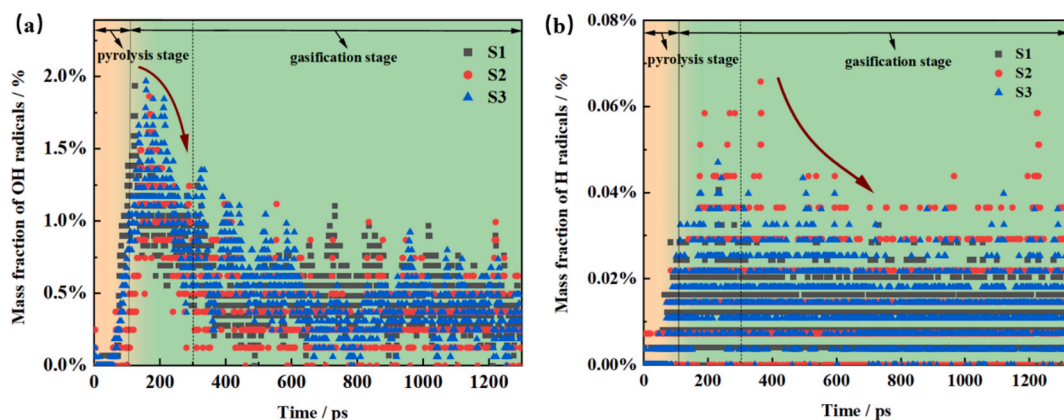 (a)
Mass fraction of OH radicals / %
2.0%
1.5%
1.0%
0.5%
0.0%
pyrolysis stage
gasification stage
S1
S2
S3
0
200
400
600
800
1000
1200
Time / ps
(b)
Mass fraction of H radicals / %
0.08%
0.06%
0.04%
0.02%
0.00%
pyrolysis stage
gasification stage
S1
S2
S3
0
200
400
600
800
1000
1200
Time / ps